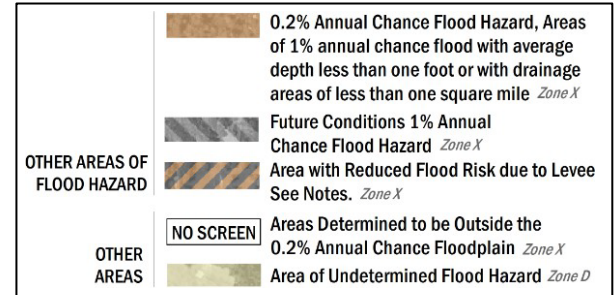 0.2% Annual Chance Flood Hazard, Areas
of 1% annual chance flood with average
depth less than one foot or with drainage
areas of less than one square mile Zone X
Future Conditions 1% Annual
Chance Flood Hazard Zone X
OTHER AREAS OF
FLOOD HAZARD
Area with Reduced Flood Risk due to Levee
See Notes. Zone X
NO SCREEN
Areas Determined to be Outside the
0.2% Annual Chance Floodplain Zone X
OTHER
AREAS
Area of Undetermined Flood Hazard Zone D